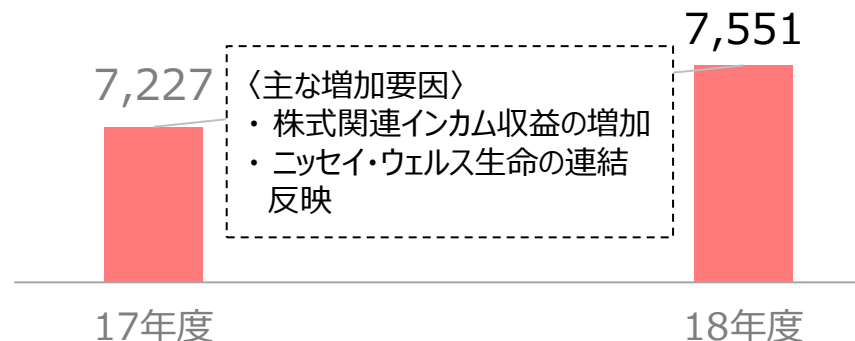 7,551
7,227
〈主な増加要因〉
・ 株式関連インカム収益の増加
・ ニッセイ・ウェルス生命の連結
反映
17年度
18年度